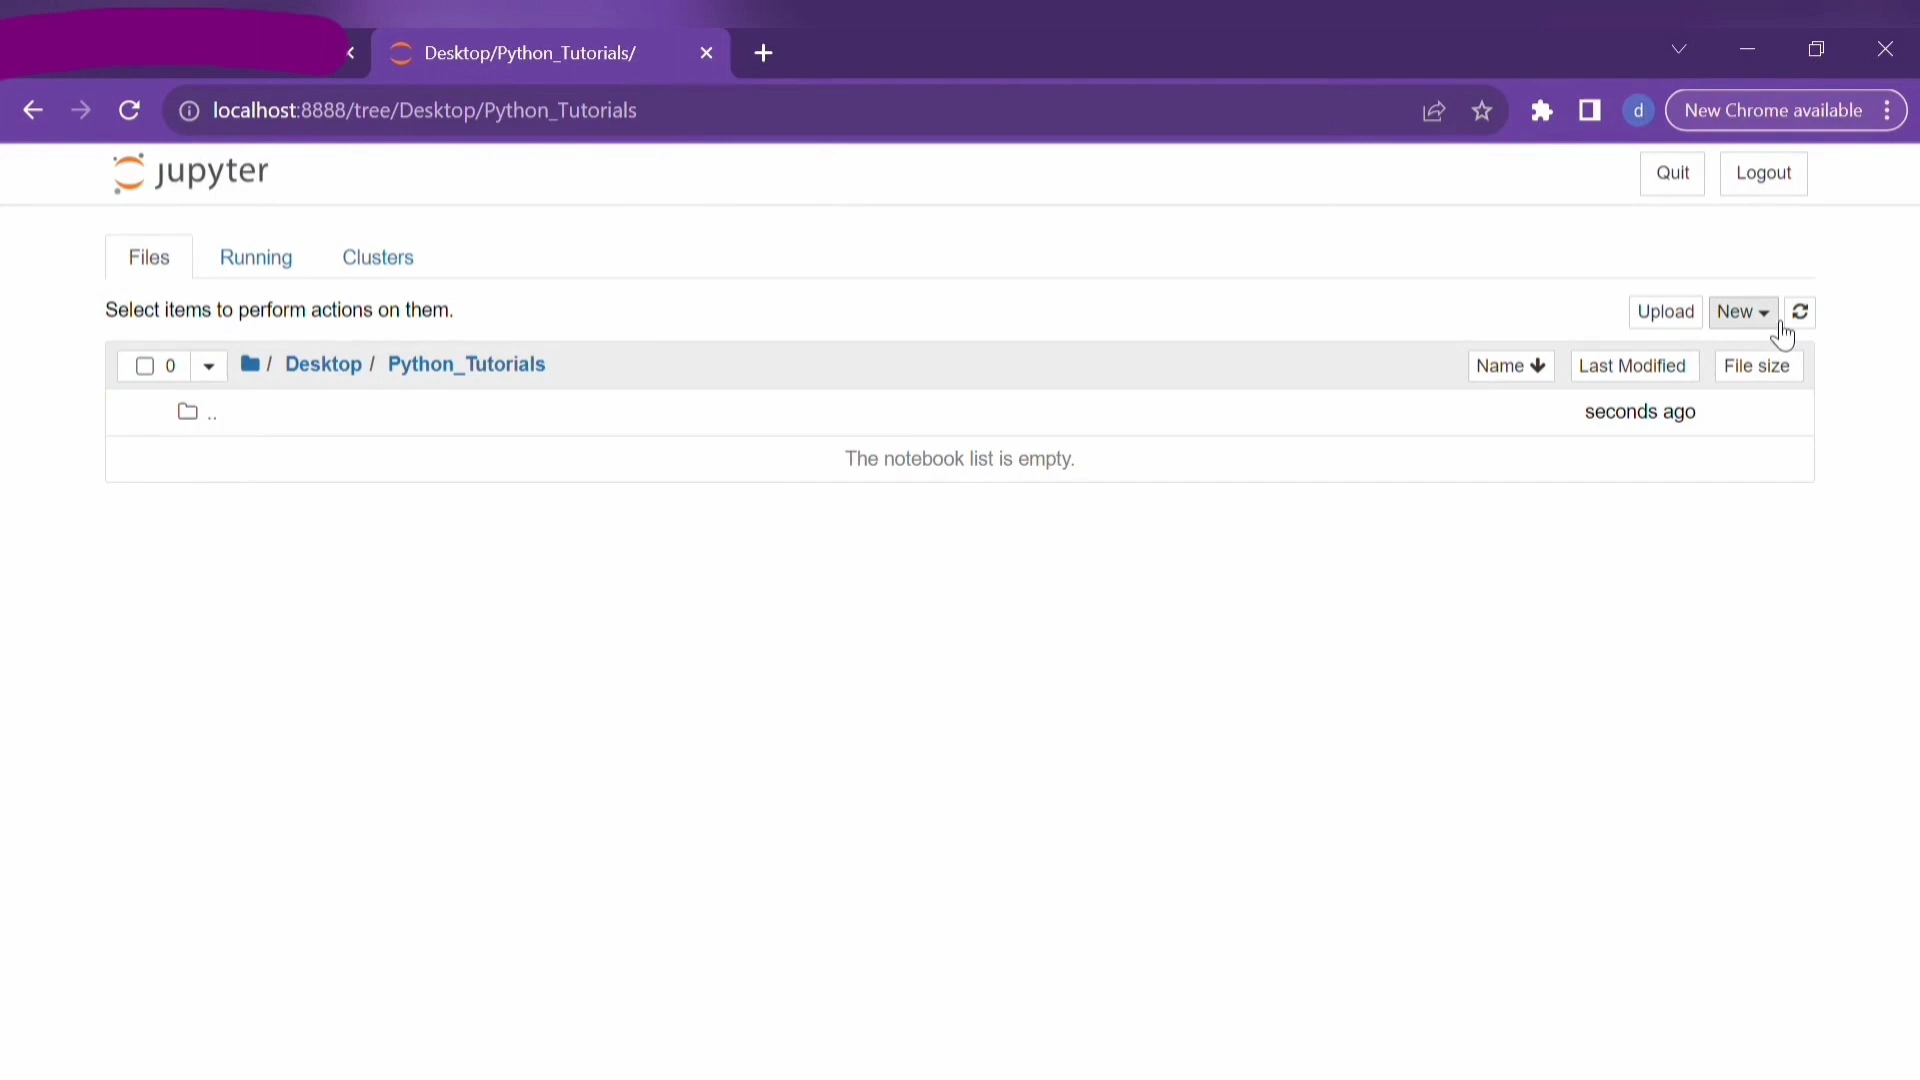 Desktop/Python_Tutorials/
localhost:8888/tree/Desktop/Python_Tutorials
d
New Chrome available
jupyter
Quit
Logout
Files
Running
Clusters
Select items to perform actions on them.
Upload
New
0
/ Desktop / Python_Tutorials
Name
Last Modified
File size
..
seconds ago
The notebook list is empty.